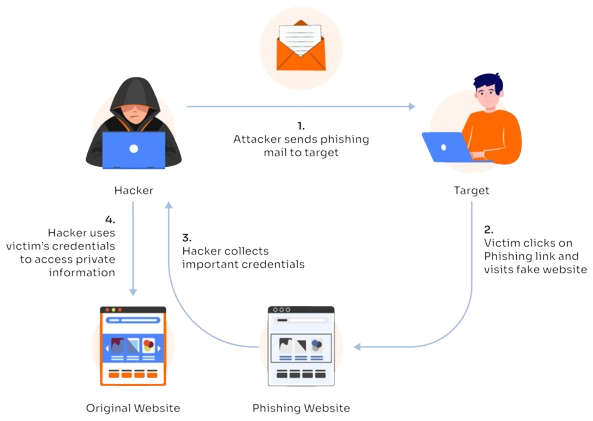 1.
Attacker sends phishing
mail to target
Hacker
Target
4.
Hacker uses
victim's credentials
to access private
information
3.
Hacker collects
important credentials
2.
Victim clicks on
Phishing link and
visits fake website
Original Website
Phishing Website